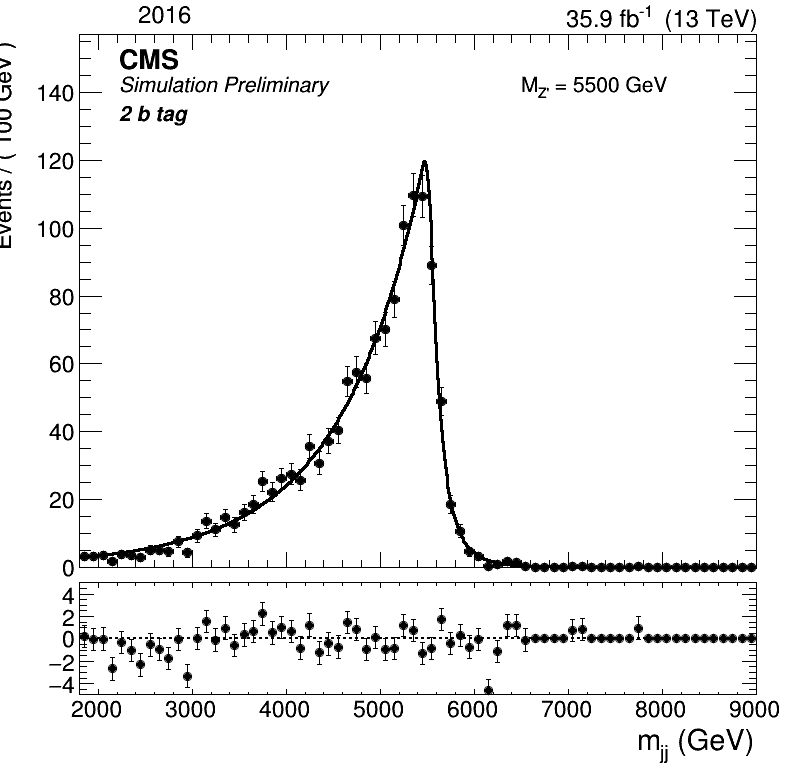 2016
35.9 fb-1 (13 TeV)
CMS
Simulation Preliminary
2 b tag
MZ' = 5500 GeV
Events / ( 100 GeV )
140
120
100
80
60
40
20
0
4
2
0
−2
−4
2000 3000 4000 5000 6000 7000 8000 9000
mjj (GeV)